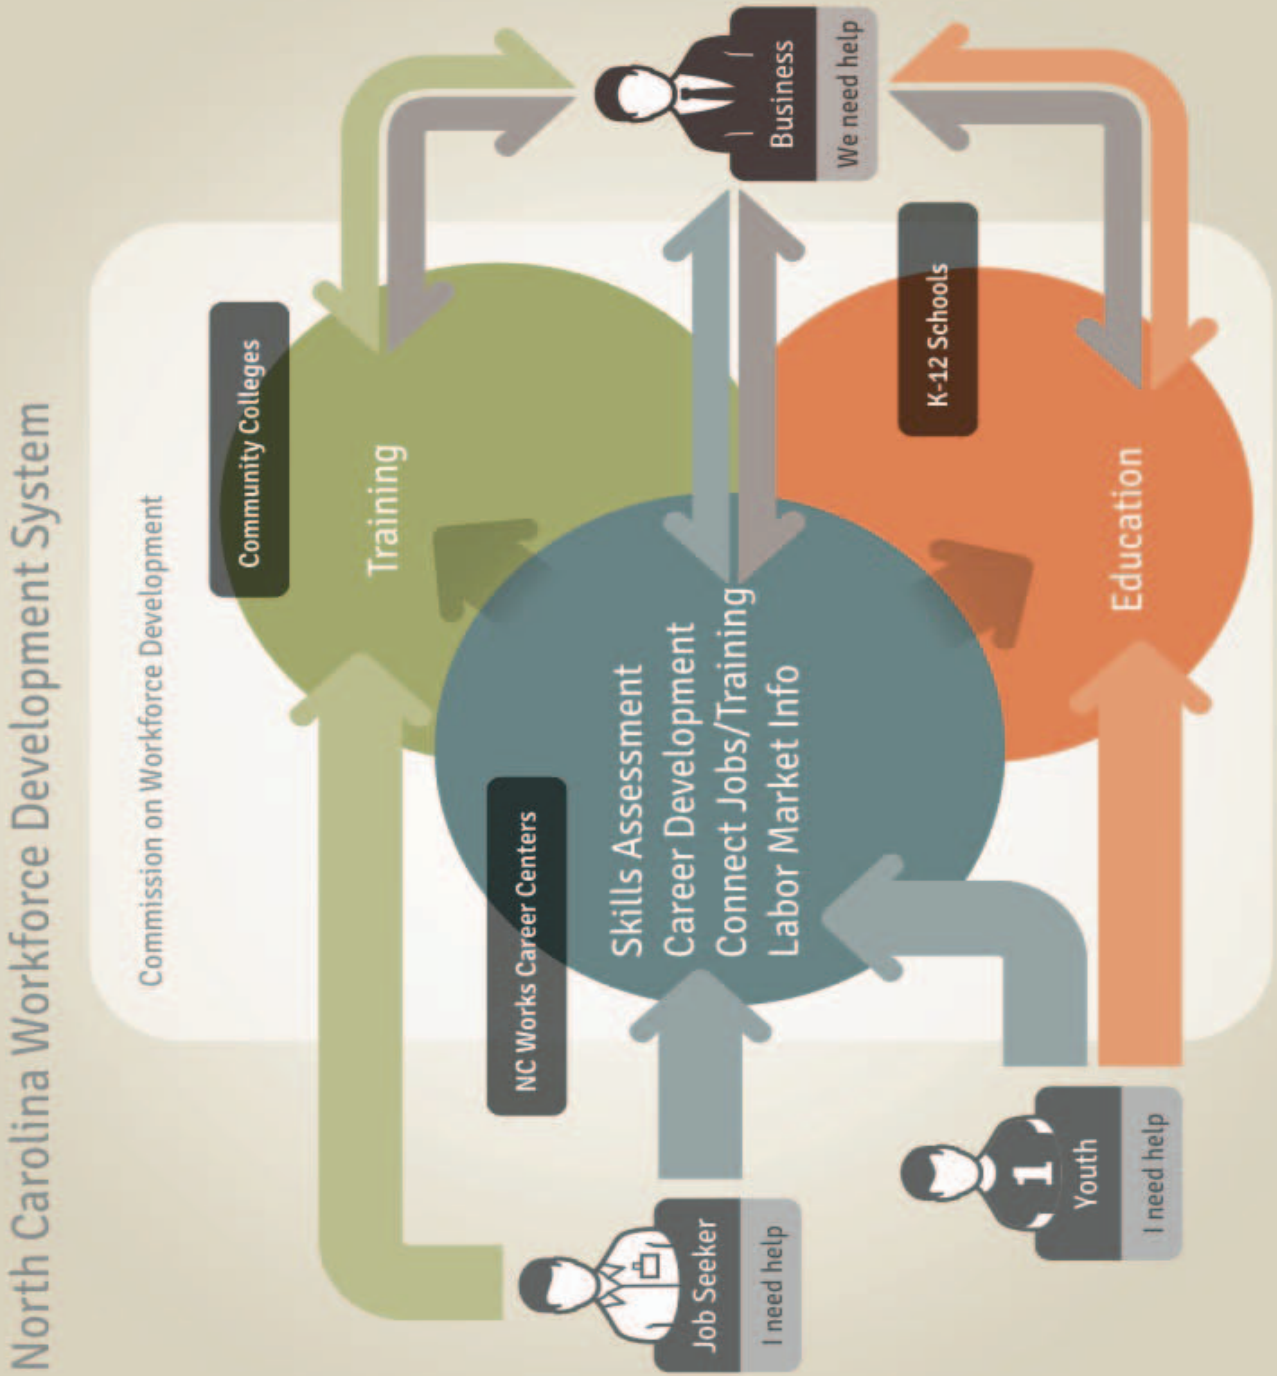 North Carolina Workforce Development System
Commission on Workforce Development
Community Colleges
Training
NC Works Career Centers
Skills Assessment
Career Development
Connect Jobs/Training
Labor Market Info
Job Seeker
I need help
Business
We need help
K-12 Schools
Education
1
Youth
I need help